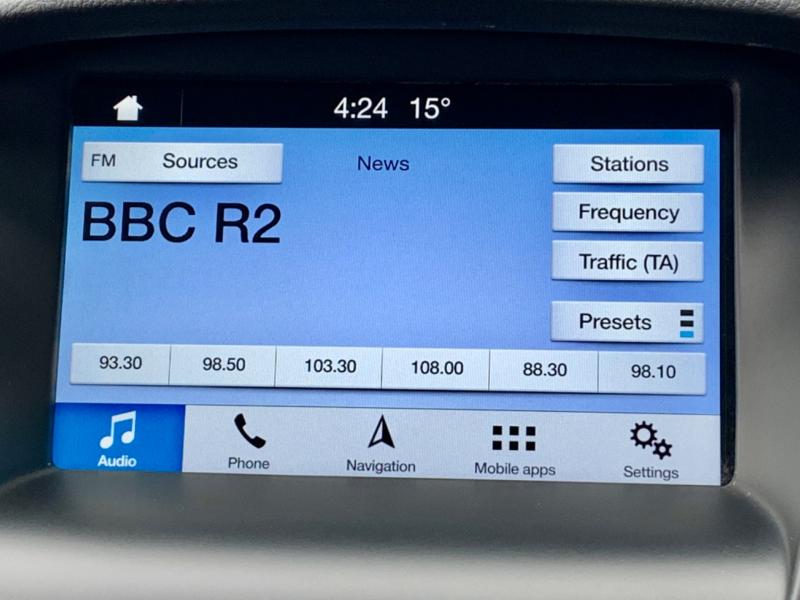 4:24 15°
FM Sources News Stations
BBC R2
Frequency
Traffic (TA)
Presets
93.30 98.50 103.30 108.00 88.30 98.10
Audio Phone Navigation Mobile apps Settings